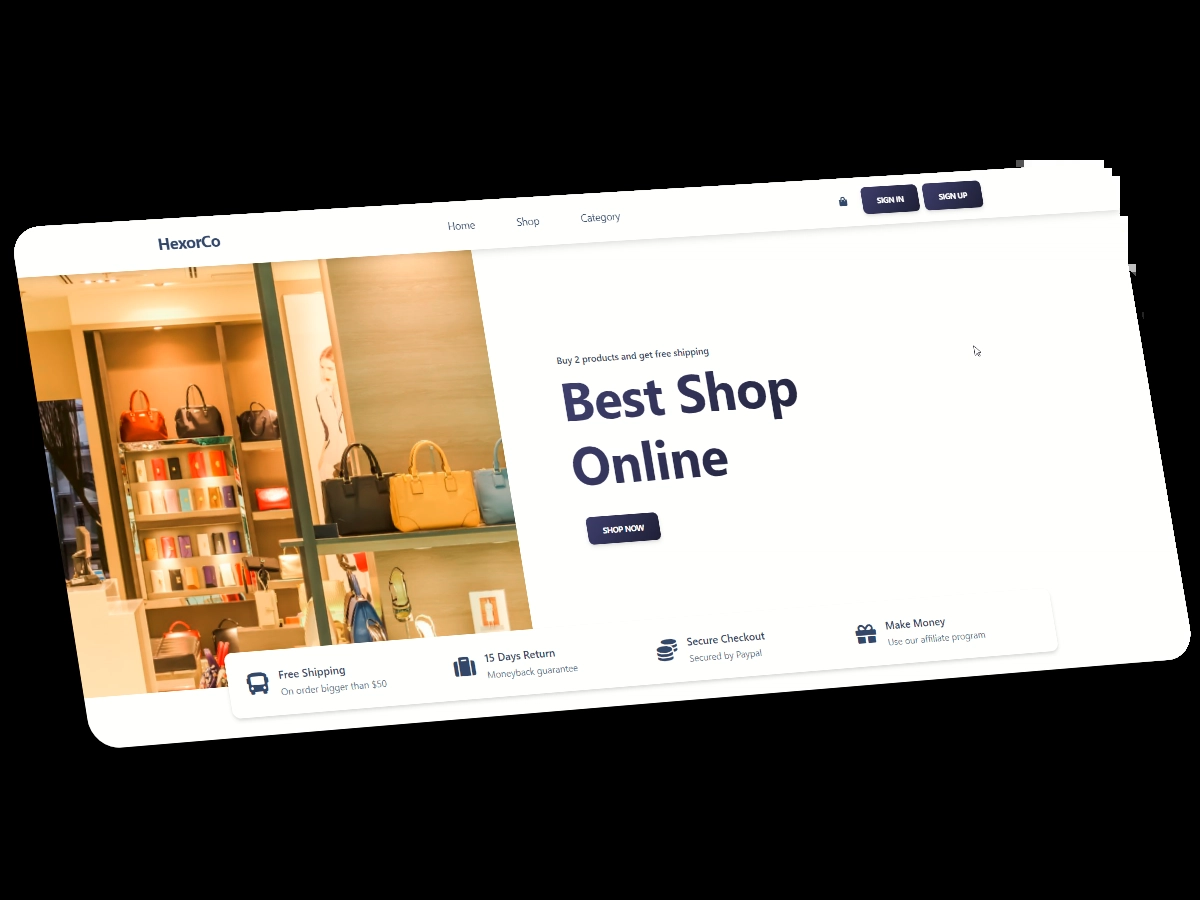 HexorCo
Home
Shop
Category
SIGN IN
SIGN UP
Buy 2 products and get free shipping
Best Shop
Online
SHOP NOW
Free Shipping
On order bigger than $50
15 Days Return
Moneyback guarantee
Secure Checkout
Secured by Paypal
Make Money
Use our affiliate program